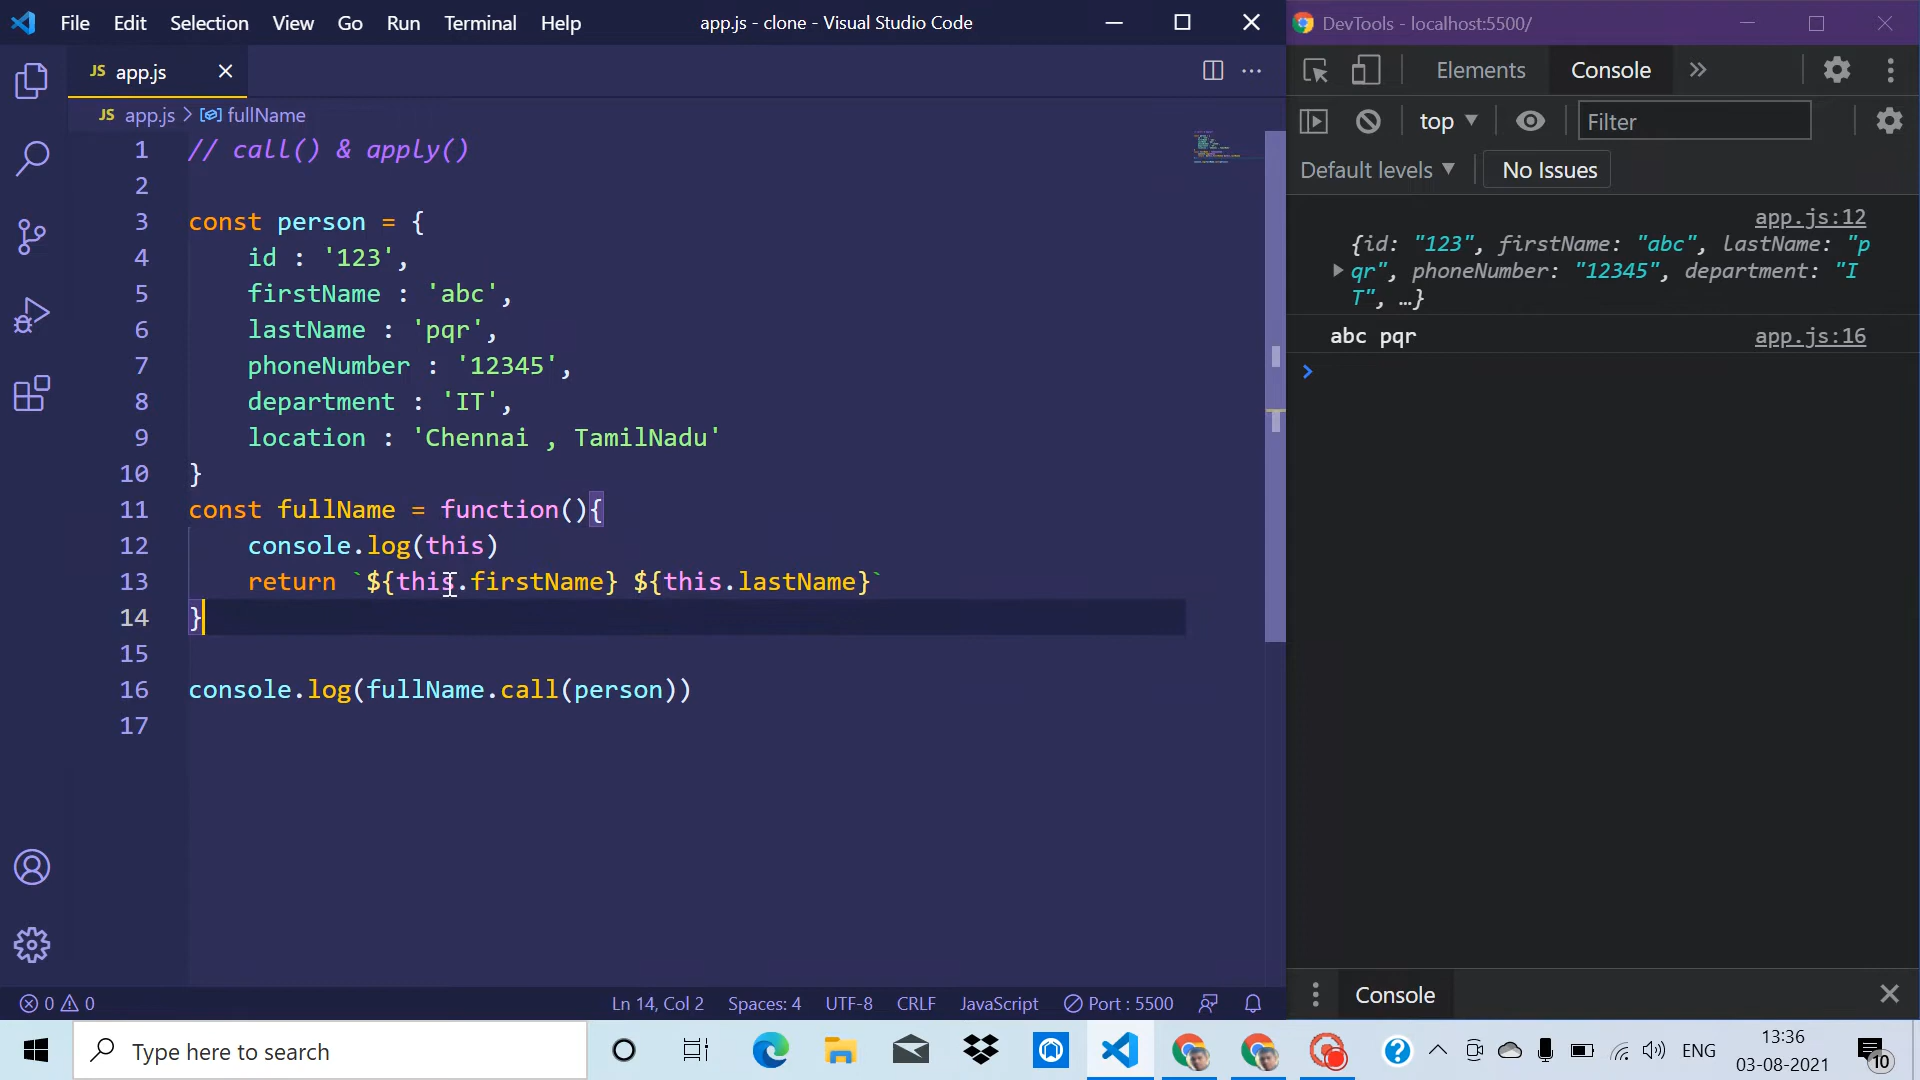 File Edit Selection View Go Run Terminal Help
app.js - clone - Visual Studio Code
JS app.js
JS app.js > fullName
1 // call() & apply()
2
3 const person = {
4 id : '123',
5 firstName : 'abc',
6 lastName : 'pqr',
7 phoneNumber : '12345',
8 department : 'IT',
9 location : 'Chennai , TamilNadu'
10 }
11 const fullName = function(){
12 console.log(this)
13 return `${this.firstName} ${this.lastName}`
14 }
15
16 console.log(fullName.call(person))
17
0 0
Ln 14, Col 2 Spaces: 4 UTF-8 CRLF JavaScript Port : 5500
DevTools - localhost:5500/
Elements Console
top Filter
Default levels No Issues
app.js:12
{id: "123", firstName: "abc", lastName: "p
qr", phoneNumber: "12345", department: "I
T", …}
abc pqr app.js:16
Console
Type here to search
ENG
13:36
03-08-2021
10